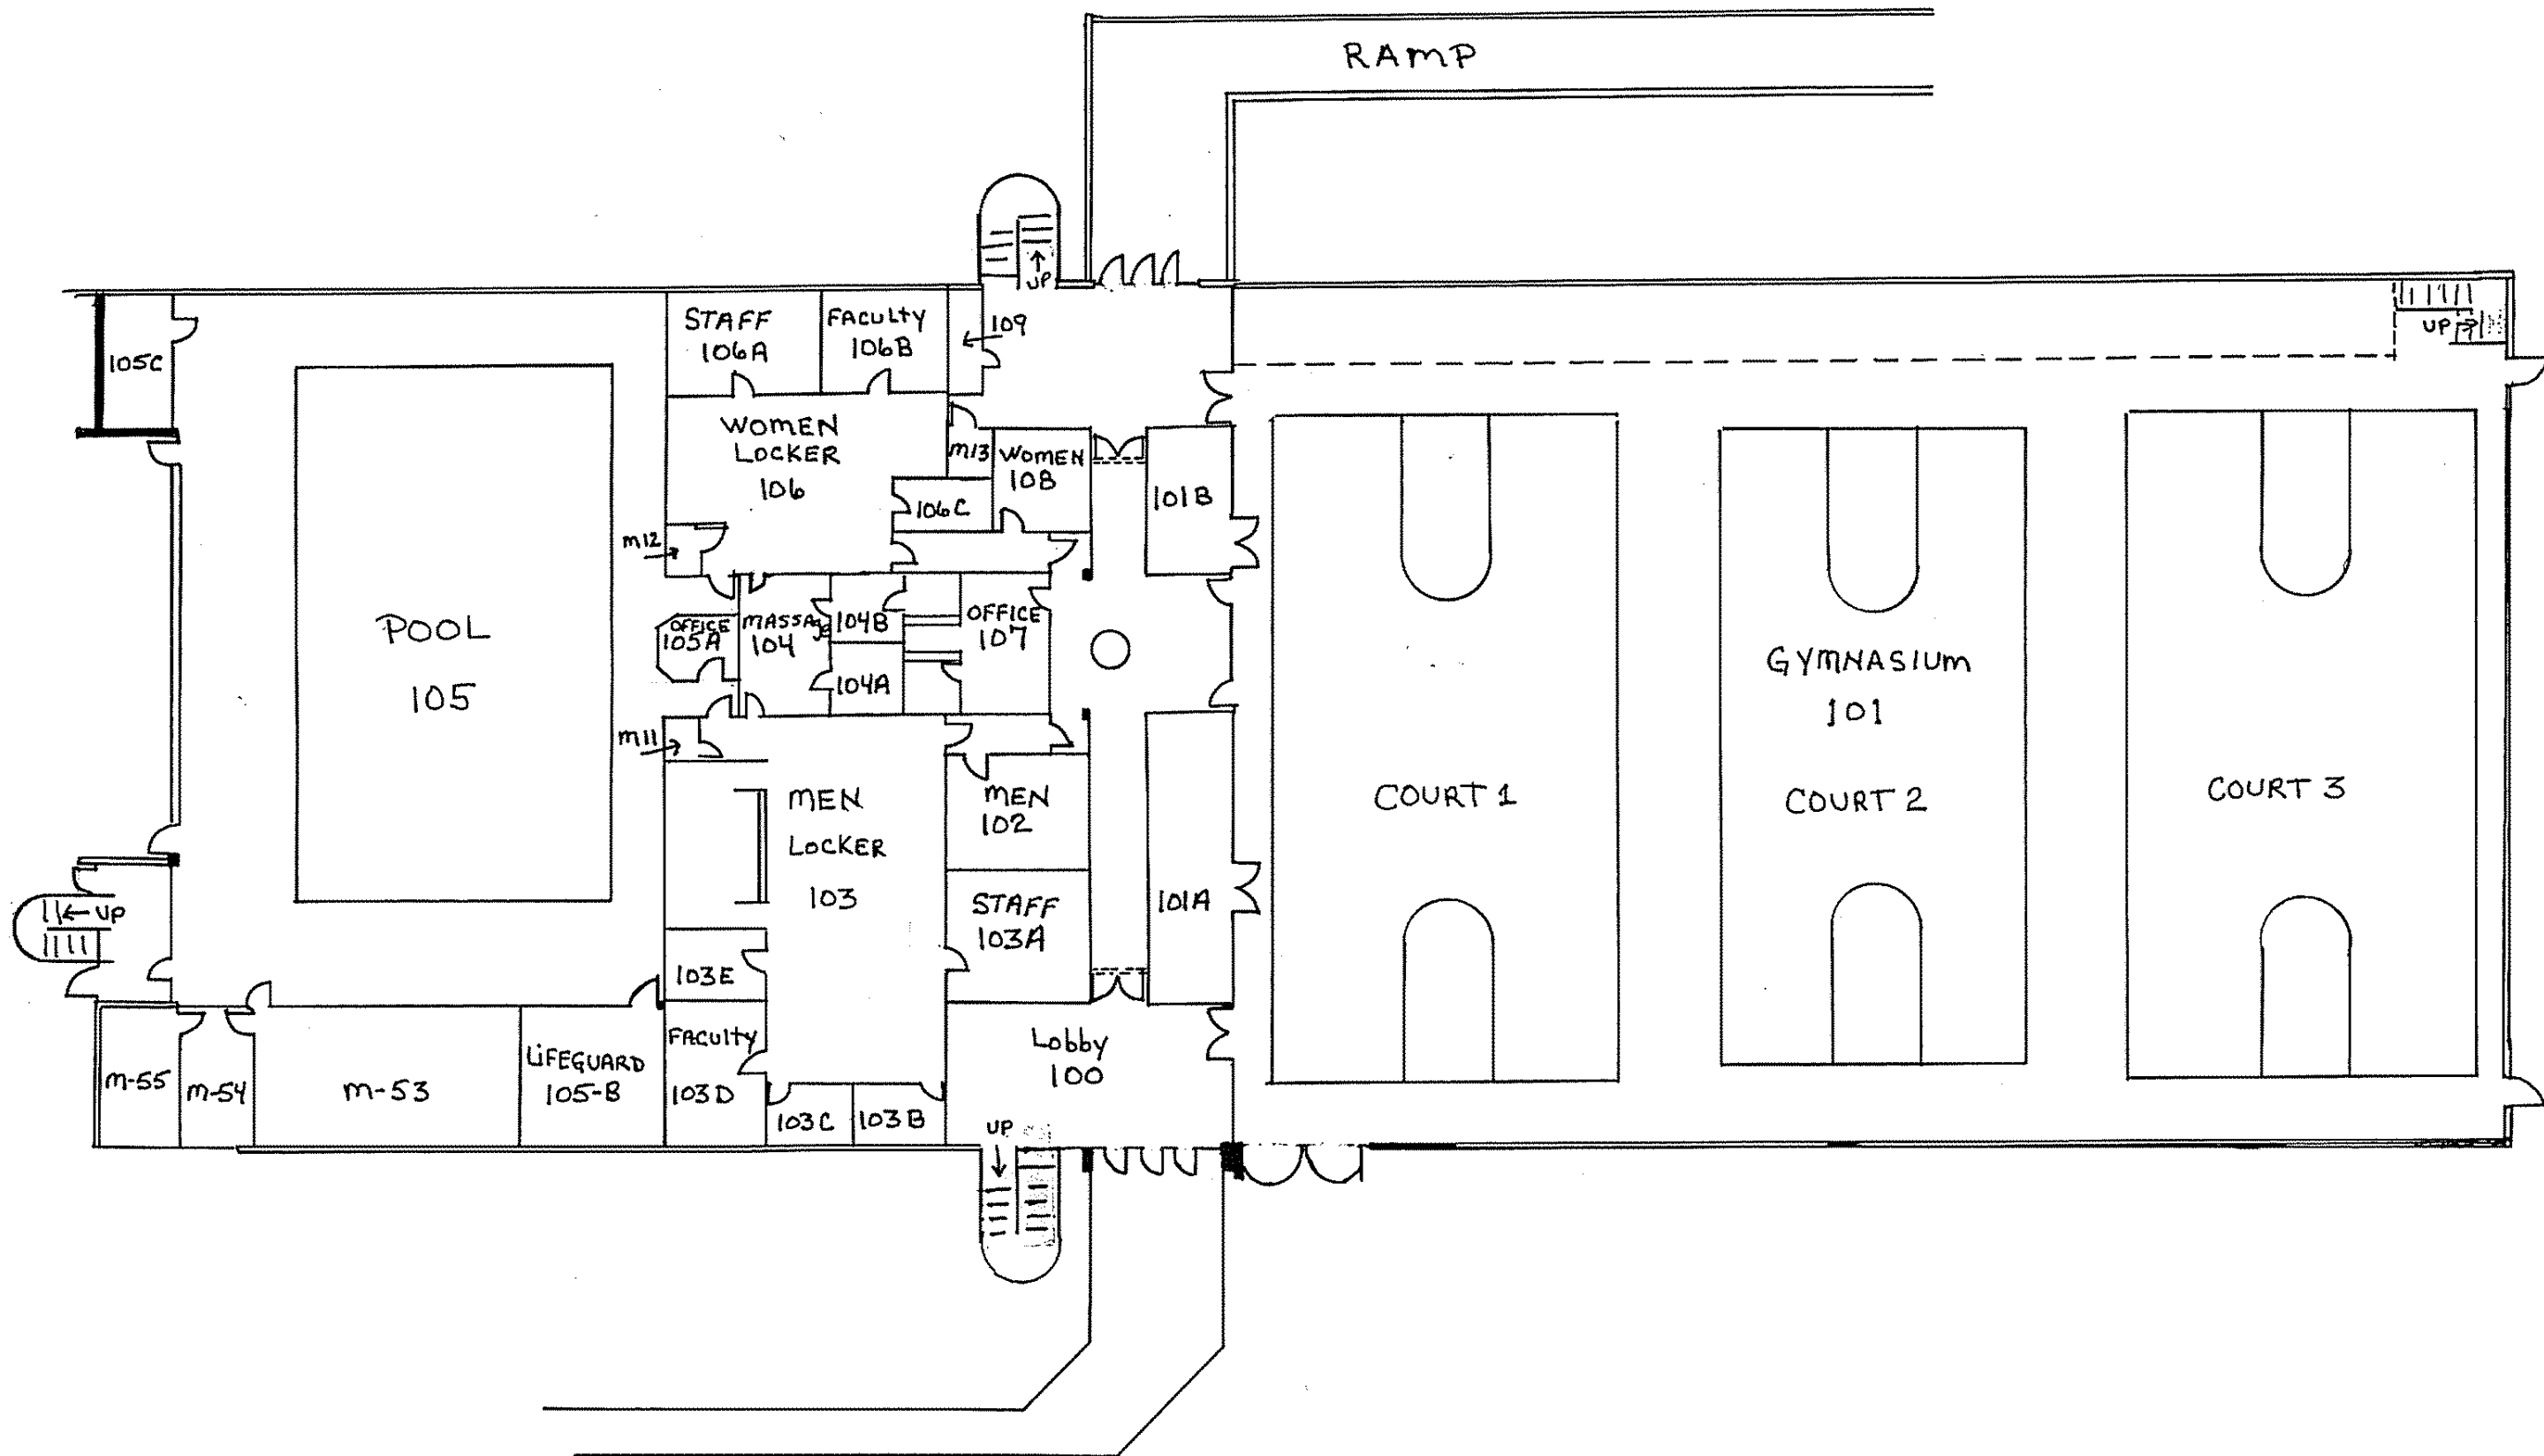 RAMP
UP
STAFF
106A
FACULTY
106B
109
UP
105C
WOMEN
LOCKER
106
M13
WOMEN
108
106C
101B
M12
POOL
105
OFFICE
105A
MASSAge
104
104B
104A
OFFICE
107
GYMNASIUM
101
M11
MEN
LOCKER
103
MEN
102
COURT 1
COURT 2
COURT 3
UP
STAFF
103A
101A
103E
Lobby
100
M-55
M-54
M-53
LIFEGUARD
105-B
FACULTY
103D
103C
103B
UP